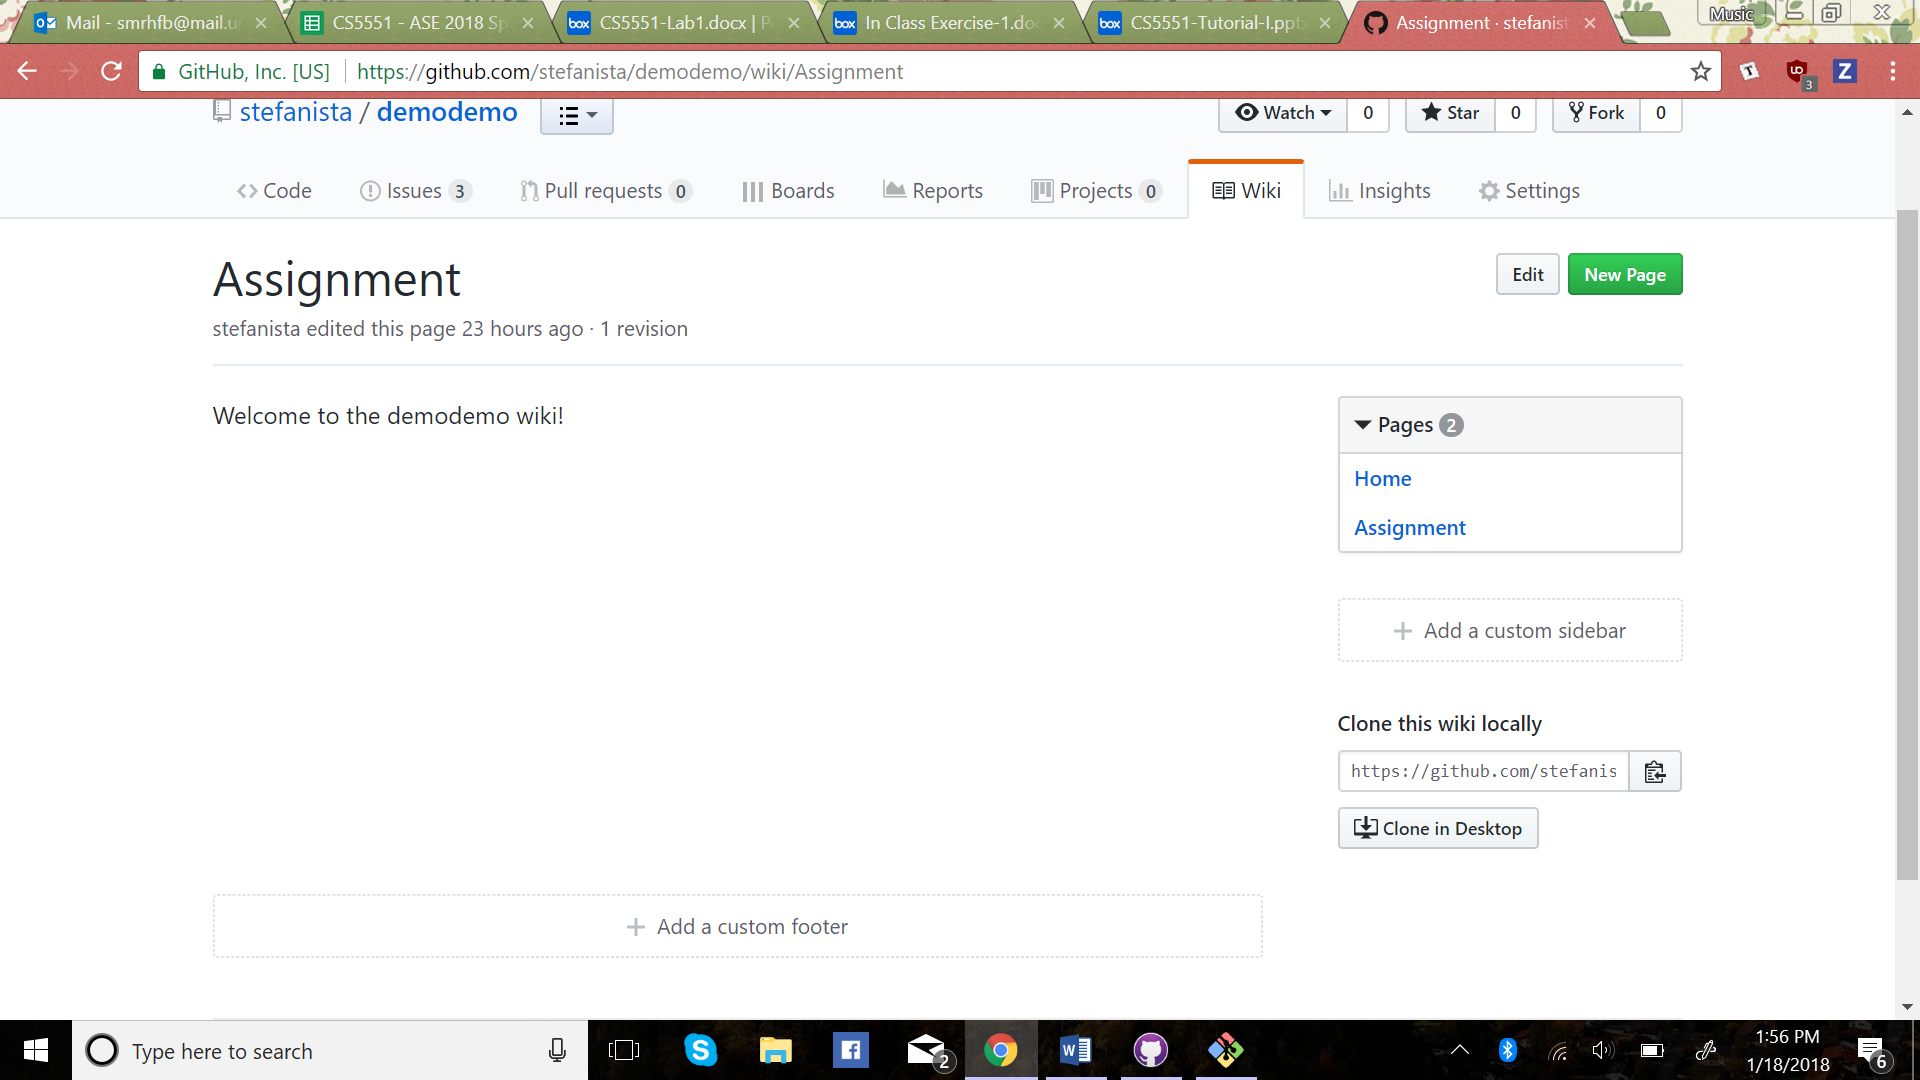 Mail - smrhfb@mail.u
CS5551 - ASE 2018 Sp
box CS5551-Lab1.docx | P
box In Class Exercise-1.do
box CS5551-Tutorial-I.ppt
Assignment · stefanist
Music
GitHub, Inc. [US] https://github.com/stefanista/demodemo/wiki/Assignment
T
3
Z
stefanista / demodemo
Watch 0
Star 0
Fork 0
Code
Issues 3
Pull requests 0
Boards
Reports
Projects 0
Wiki
Insights
Settings
Assignment
Edit
New Page
stefanista edited this page 23 hours ago · 1 revision
Welcome to the demodemo wiki!
Pages 2
Home
Assignment
Add a custom sidebar
Clone this wiki locally
https://github.com/stefanis
Clone in Desktop
Add a custom footer
Type here to search
2
1:56 PM
1/18/2018
6